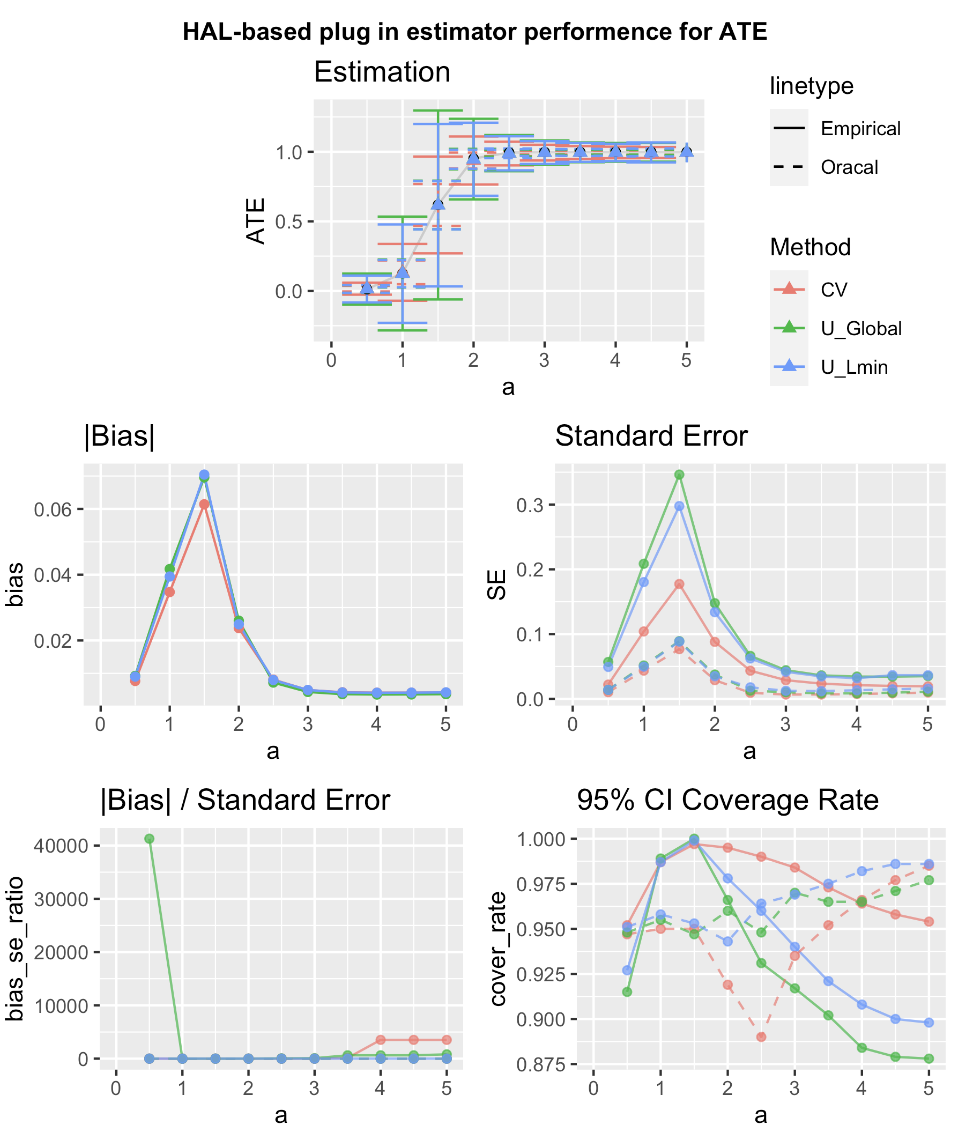 HAL-based plug in estimator performence for ATE
Estimation
ATE
1.0
0.5
0.0
0 1 2 3 4 5
a
linetype
Empirical
Oracal
Method
CV
U_Global
U_Lmin
|Bias|
bias
0.06
0.04
0.02
0 1 2 3 4 5
a
Standard Error
SE
0.3
0.2
0.1
0.0
0 1 2 3 4 5
a
|Bias| / Standard Error
bias_se_ratio
40000
30000
20000
10000
0
0 1 2 3 4 5
a
95% CI Coverage Rate
cover_rate
1.000
0.975
0.950
0.925
0.900
0.875
0 1 2 3 4 5
a